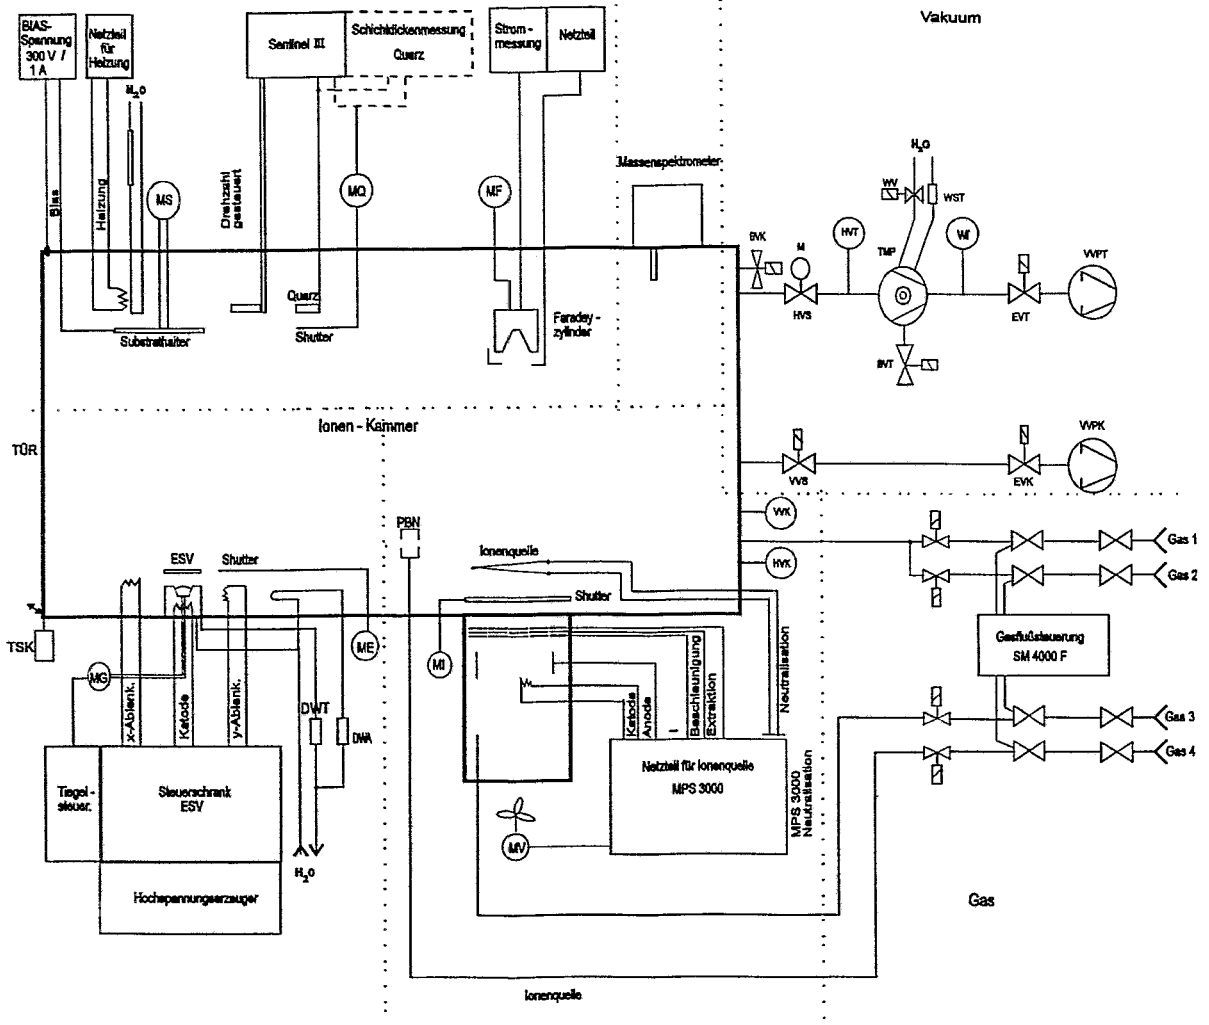 BIAS-
Spannung
300 V /
1 A
Netzteil
für
Heizung
H2O
Sentinel III
Schichtdickenmessung
Quarz
Strom -
messung
Netzteil
Vakuum
Bias
Heizung
MS
Drehzahl
gesteuert
MQ
MF
Massenspektrometer
H2O
WV
WST
BVK
M
HVT
TMP
WI
VVPT
HVS
EVT
BVT
Quarz
Shutter
Substrathalter
Faraday -
zylinder
TÜR
Ionen - Kammer
VVPK
VVS
EVK
VVK
HVK
PBN
ESV
Shutter
Ionenquelle
Shutter
Gas 1
Gas 2
Gasflußsteuerung
SM 4000 F
Gas 3
Gas 4
TSK
MG
ME
MI
x-Ablenk.
Katode
y-Ablenk.
DWT
DWA
Katode
Anode
Beschleunigung
Extraktion
Neutralisation
Tiegel -
steuer.
Steuerschrank
ESV
Netzteil für Ionenquelle
MPS 3000
MPS 3000
Neutralisation
MV
H2O
Hochspannungserzeuger
Gas
Ionenquelle